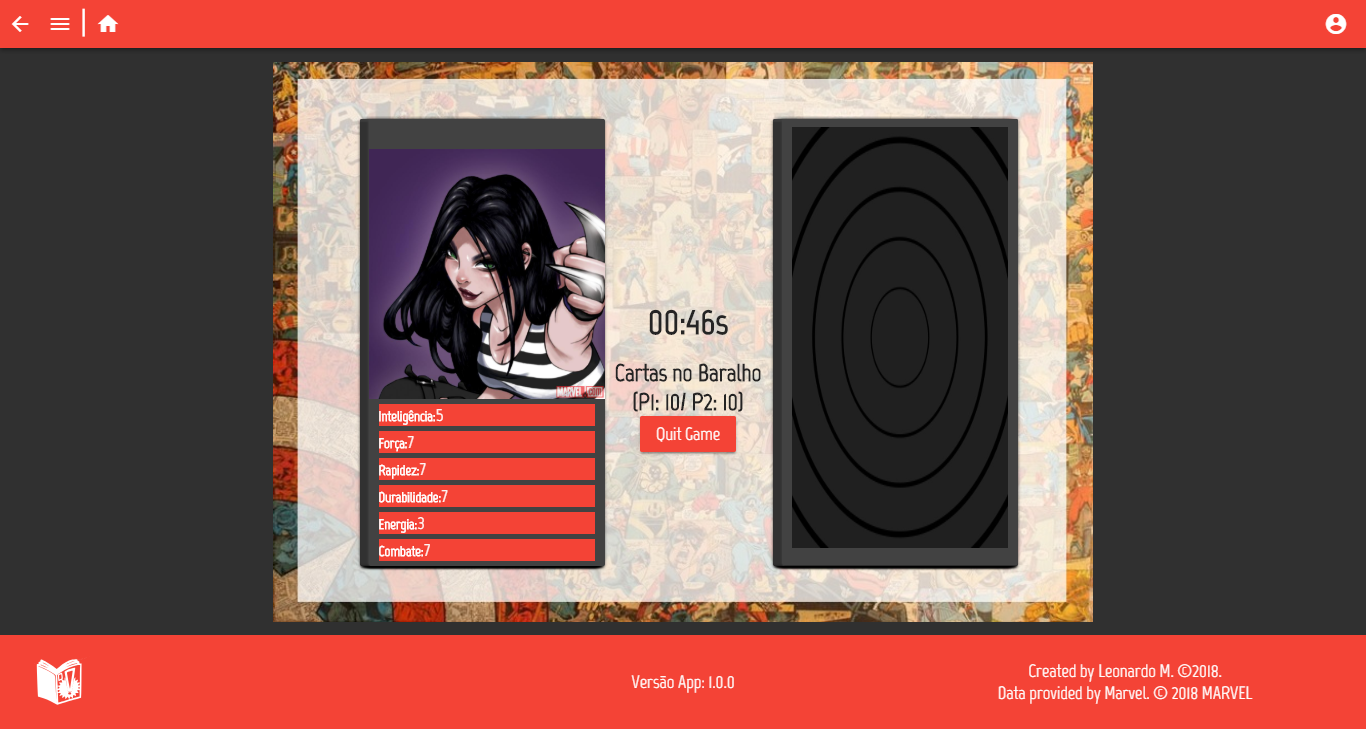 MARVEL.COM
Inteligência:5
Força:7
Rapidez:7
Durabilidade:7
Energia:3
Combate:7
00:46s
Cartas no Baralho
(P1: 10/ P2: 10)
Quit Game
Versão App: 1.0.0
Created by Leonardo M. ©2018.
Data provided by Marvel. © 2018 MARVEL